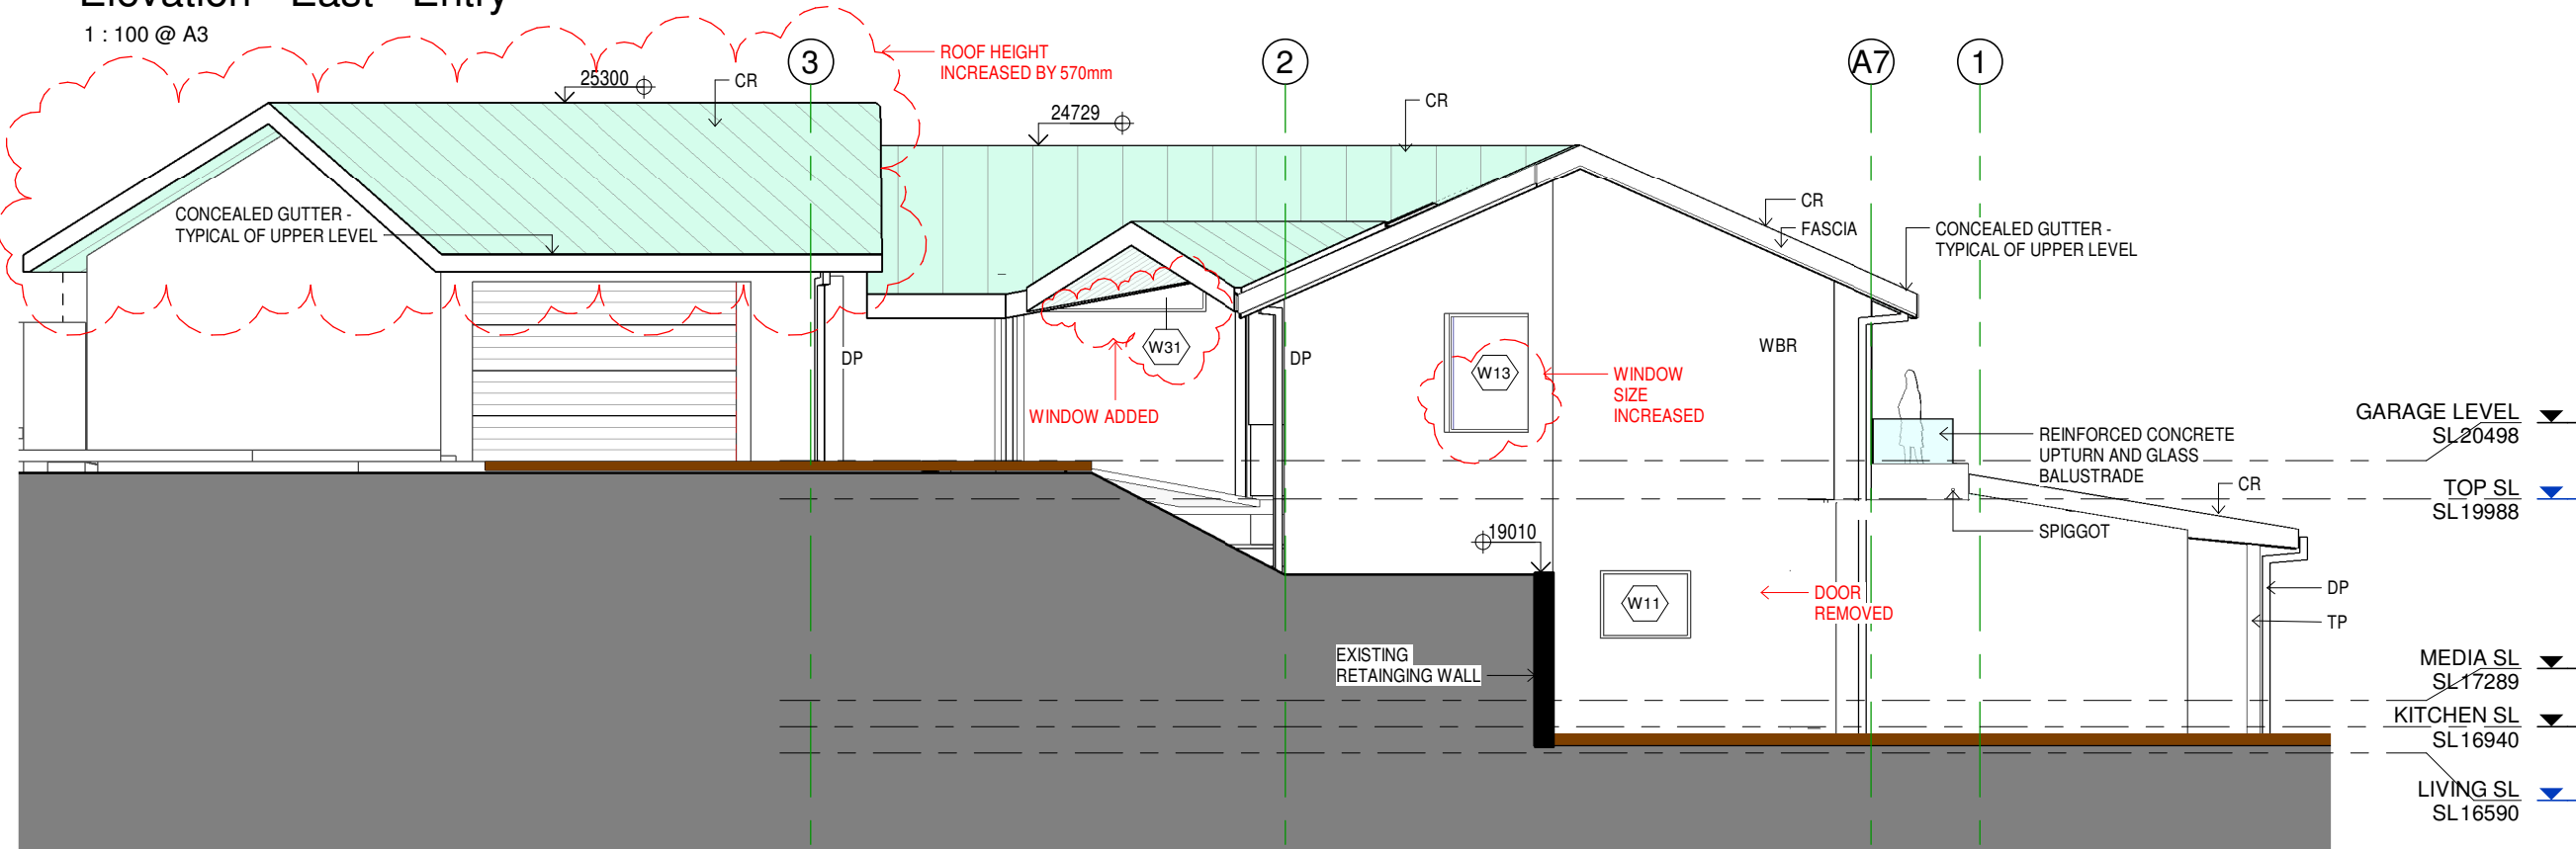 Elevation - East - Entry
1 : 100 @ A3
ROOF HEIGHT
INCREASED BY 570mm
3
2
A7
1
25300
CR
24729
CR
CONCEALED GUTTER -
TYPICAL OF UPPER LEVEL
CR
FASCIA
CONCEALED GUTTER -
TYPICAL OF UPPER LEVEL
DP
W31
DP
W13
WBR
WINDOW
SIZE
INCREASED
WINDOW ADDED
GARAGE LEVEL
SL20498
REINFORCED CONCRETE
UPTURN AND GLASS
BALUSTRADE
CR
TOP SL
SL19988
SPIGGOT
19010
W11
DOOR
REMOVED
DP
TP
EXISTING
RETAINGING WALL
MEDIA SL
SL17289
KITCHEN SL
SL16940
LIVING SL
SL16590